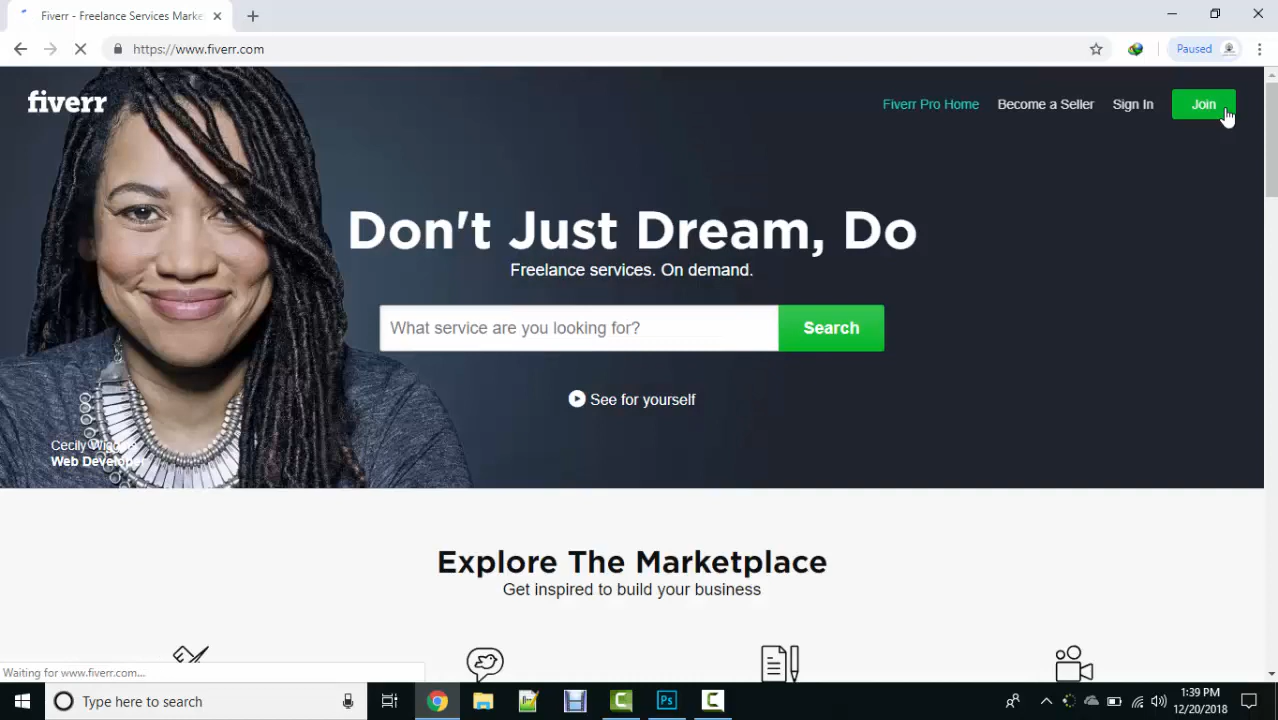 Fiverr - Freelance Services Marke
https://www.fiverr.com
Paused
fiverr
Fiverr Pro Home
Become a Seller
Sign In
Join
Don't Just Dream, Do
Freelance services. On demand.
What service are you looking for?
Search
See for yourself
Cecily
Web Developer
Explore The Marketplace
Get inspired to build your business
Waiting for www.fiverr.com...
Type here to search
Ps
1:39 PM
12/20/2018